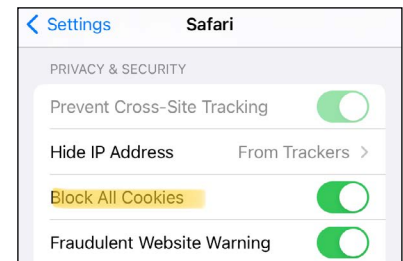 Settings Safari
PRIVACY & SECURITY
Prevent Cross-Site Tracking
Hide IP Address From Trackers
Block All Cookies
Fraudulent Website Warning